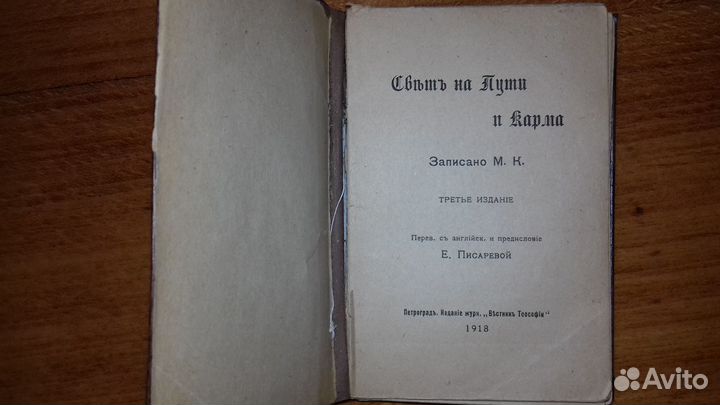 Свѣтъ на Пути
и Карма
Записано М. К.
ТРЕТЬЕ ИЗДАНІЕ
Перев. съ англійск. и предисловіе
Е. Писаревой
Петроградъ. Изданіе журн. „Вѣстникъ Теософіи“
1918
Avito